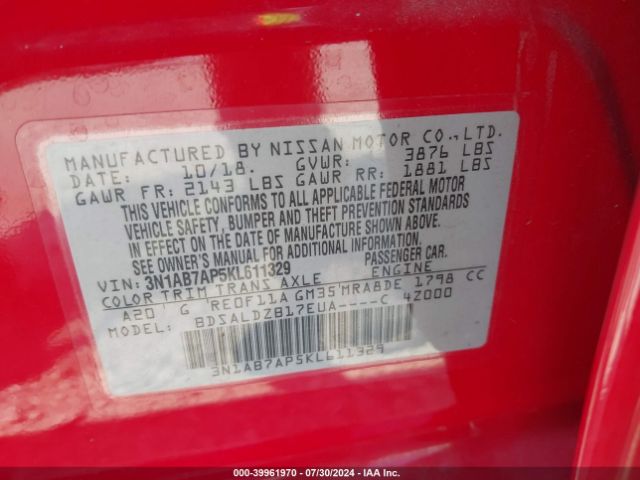 MANUFACTURED BY NISSAN MOTOR CO.,LTD.
DATE: 10/18. GVWR: 3876 LBS
GAWR FR: 2143 LBS GAWR RR: 1881 LBS
THIS VEHICLE CONFORMS TO ALL APPLICABLE FEDERAL MOTOR
VEHICLE SAFETY, BUMPER AND THEFT PREVENTION STANDARDS
IN EFFECT ON THE DATE OF MANUFACTURE SHOWN ABOVE.
SEE OWNER'S MANUAL FOR ADDITIONAL INFORMATION.
VIN: 3N1AB7AP5KL611329 PASSENGER CAR.
COLOR TRIM TRANS AXLE ENGINE
A20 G RE0F11A GM35 MRA8DE 1798 CC
MODEL: BDSALDZB17EUA----C 4Z000
3N1AB7AP5KL611329
© IAA - 39961970 - 07/30/2024 - IAAI.COM